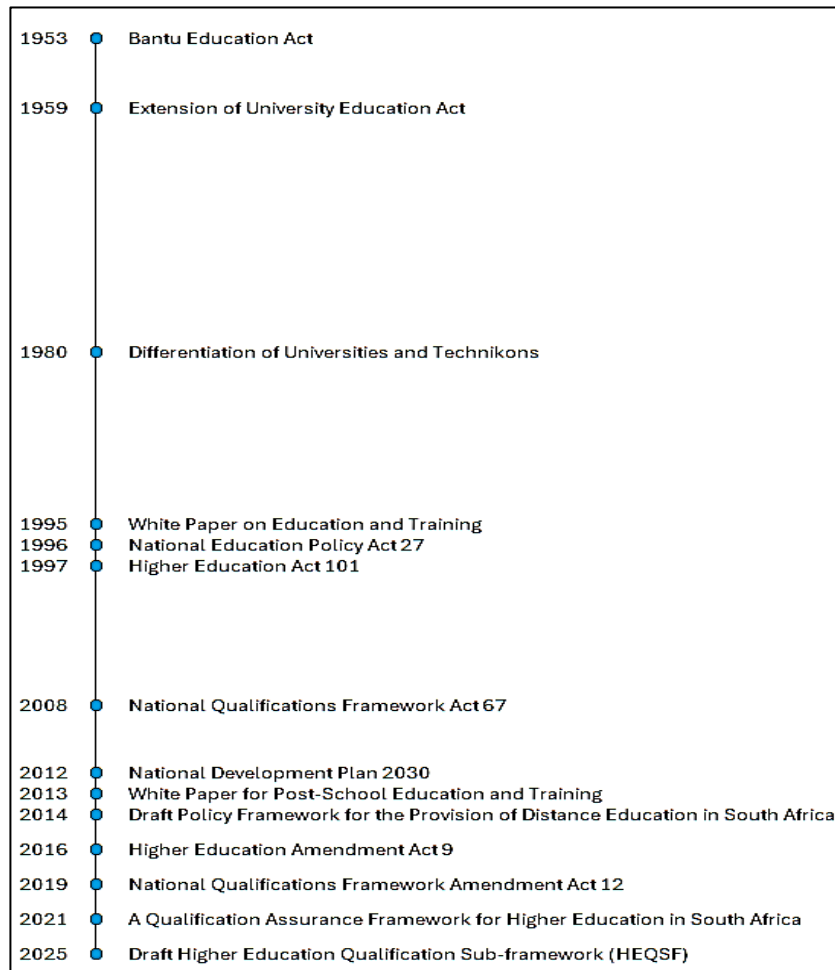 1953 Bantu Education Act
1959 Extension of University Education Act
1980 Differentiation of Universities and Technikons
1995 White Paper on Education and Training
1996 National Education Policy Act 27
1997 Higher Education Act 101
2008 National Qualifications Framework Act 67
2012 National Development Plan 2030
2013 White Paper for Post-School Education and Training
2014 Draft Policy Framework for the Provision of Distance Education in South Africa
2016 Higher Education Amendment Act 9
2019 National Qualifications Framework Amendment Act 12
2021 A Qualification Assurance Framework for Higher Education in South Africa
2025 Draft Higher Education Qualification Sub-framework (HEQSF)